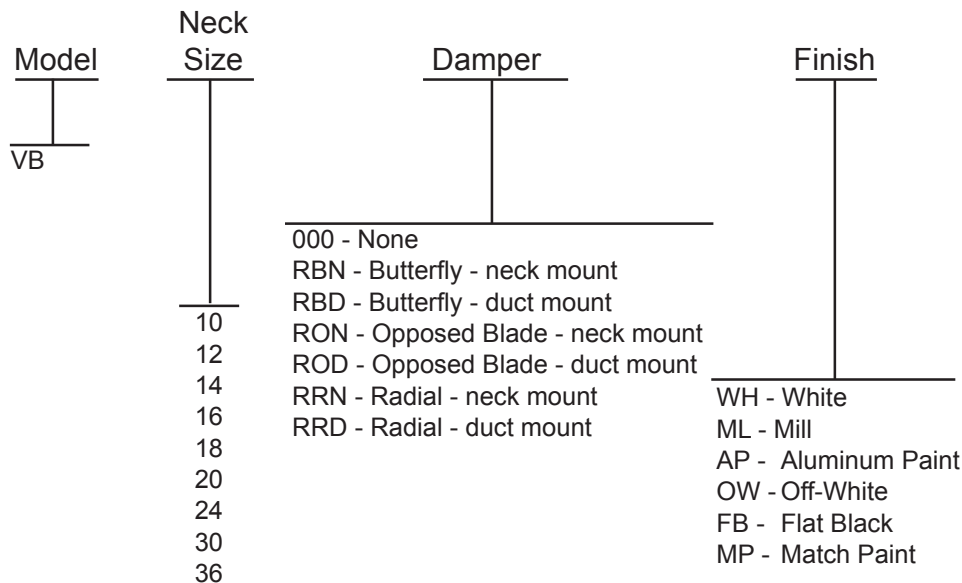 Neck
Model Size Damper Finish
VB
000 - None
RBN - Butterfly - neck mount
RBD - Butterfly - duct mount
RON - Opposed Blade - neck mount
ROD - Opposed Blade - duct mount
RRN - Radial - neck mount
RRD - Radial - duct mount
10
12
14
16
18
20
24
30
36
WH - White
ML - Mill
AP - Aluminum Paint
OW - Off-White
FB - Flat Black
MP - Match Paint